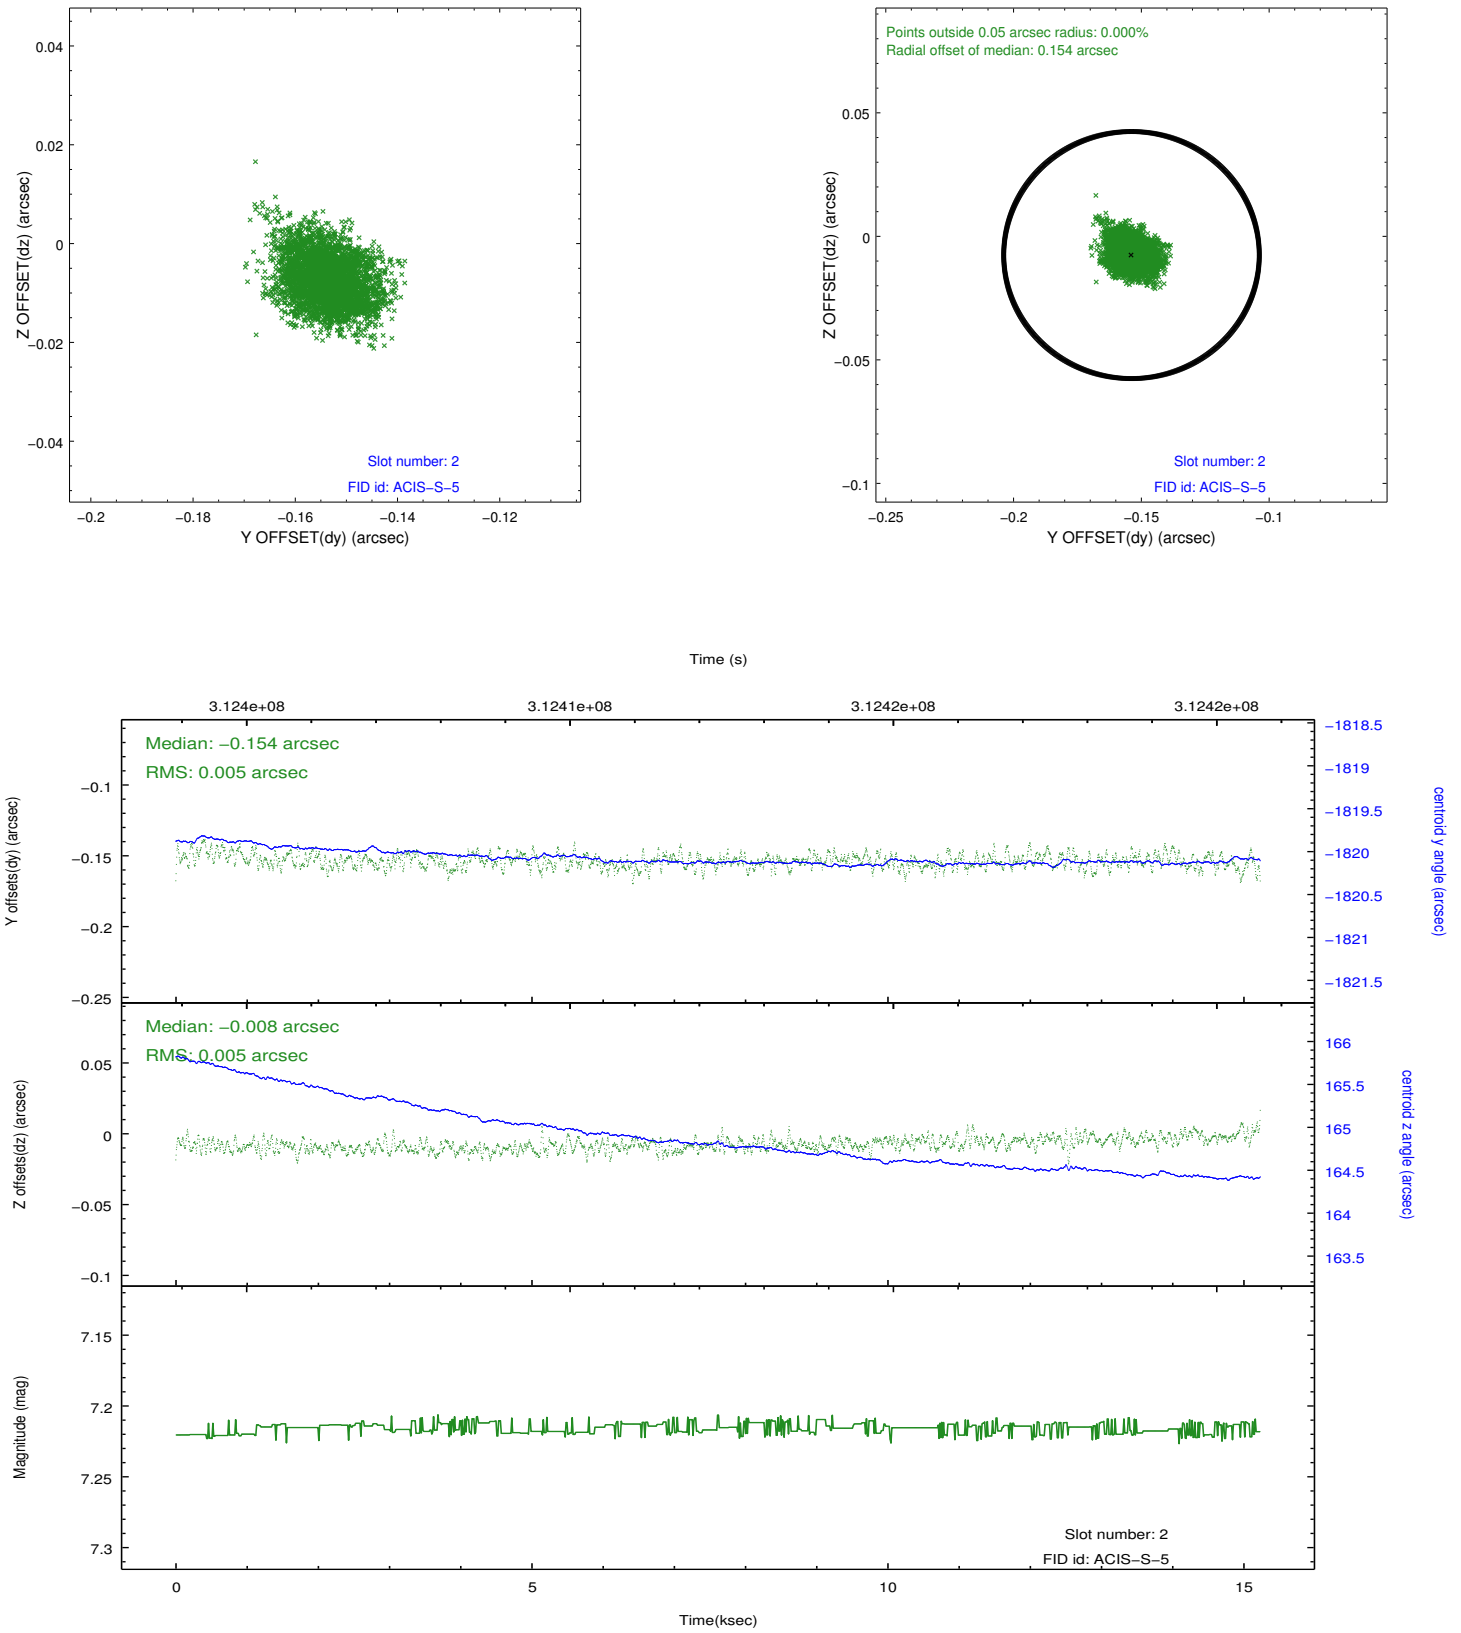 0.04
0.02
0
−0.02
−0.04
Z OFFSET(dz) (arcsec)
Slot number: 2
FID id: ACIS−S−5
−0.2
−0.18
−0.16
−0.14
−0.12
Y OFFSET(dy) (arcsec)
Points outside 0.05 arcsec radius: 0.000%
Radial offset of median: 0.154 arcsec
0.05
0
−0.05
−0.1
Z OFFSET(dz) (arcsec)
Slot number: 2
FID id: ACIS−S−5
−0.25
−0.2
−0.15
−0.1
Y OFFSET(dy) (arcsec)
Time (s)
3.124e+08
3.1241e+08
3.1242e+08
3.1242e+08
Median: −0.154 arcsec
RMS: 0.005 arcsec
−0.1
−0.15
−0.2
−0.25
Y offsets(dy) (arcsec)
−1818.5
−1819
−1819.5
−1820
−1820.5
−1821
−1821.5
centroid y angle (arcsec)
Median: −0.008 arcsec
RMS: 0.005 arcsec
0.05
0
−0.05
−0.1
Z offsets(dz) (arcsec)
166
165.5
165
164.5
164
163.5
centroid z angle (arcsec)
7.15
7.2
7.25
7.3
Magnitude (mag)
Slot number: 2
FID id: ACIS−S−5
0
5
10
15
Time(ksec)